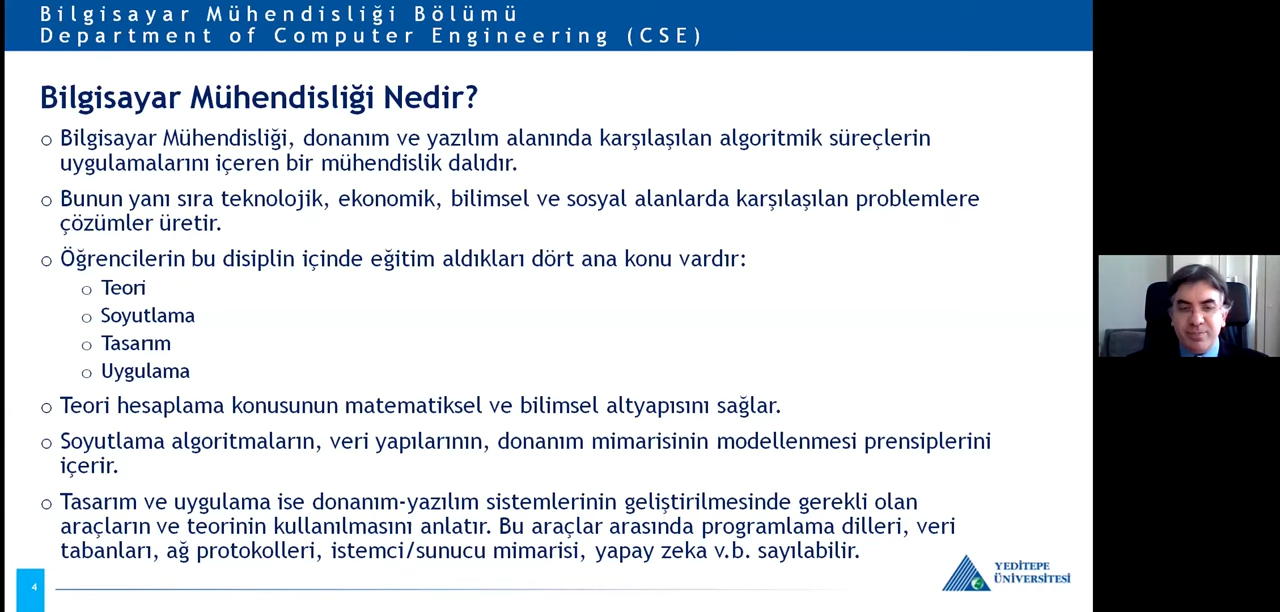 Bilgisayar Mühendisliği Bölümü
Department of Computer Engineering (CSE)
Bilgisayar Mühendisliği Nedir?
o Bilgisayar Mühendisliği, donanım ve yazılım alanında karşılaşılan algoritmik süreçlerin
uygulamalarını içeren bir mühendislik dalıdır.
o Bunun yanı sıra teknolojik, ekonomik, bilimsel ve sosyal alanlarda karşılaşılan problemlere
çözümler üretir.
o Öğrencilerin bu disiplin içinde eğitim aldıkları dört ana konu vardır:
o Teori
o Soyutlama
o Tasarım
o Uygulama
o Teori hesaplama konusunun matematiksel ve bilimsel altyapısını sağlar.
o Soyutlama algoritmaların, veri yapılarının, donanım mimarisinin modellenmesi prensiplerini
içerir.
o Tasarım ve uygulama ise donanım-yazılım sistemlerinin geliştirilmesinde gerekli olan
araçların ve teorinin kullanılmasını anlatır. Bu araçlar arasında programlama dilleri, veri
tabanları, ağ protokolleri, istemci/sunucu mimarisi, yapay zeka v.b. sayılabilir.
4
YEDİTEPE
ÜNİVERSİTESİ